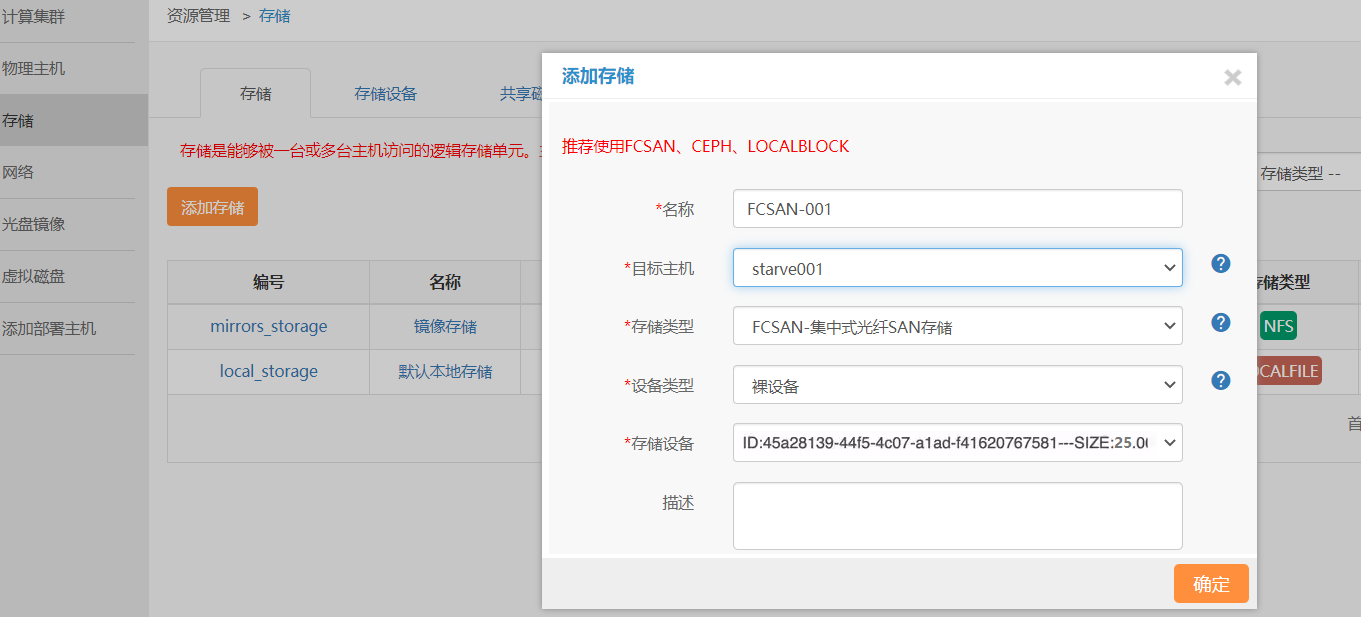 计算集群
物理主机
存储
网络
光盘镜像
虚拟磁盘
添加部署主机
资源管理 > 存储
存储 存储设备 共享
存储是能够被一台或多台主机访问的逻辑存储单元。
存储类型 --
添加存储
编号 名称 存储类型
mirrors_storage 镜像存储 NFS
local_storage 默认本地存储 OCALFILE
首
添加存储 ×
推荐使用FCSAN、CEPH、LOCALBLOCK
*名称 FCSAN-001
*目标主机 starve001 ?
*存储类型 FCSAN-集中式光纤SAN存储 ?
*设备类型 裸设备 ?
*存储设备 ID:45a28139-44f5-4c07-a1ad-f41620767581---SIZE:25.0
描述
确定